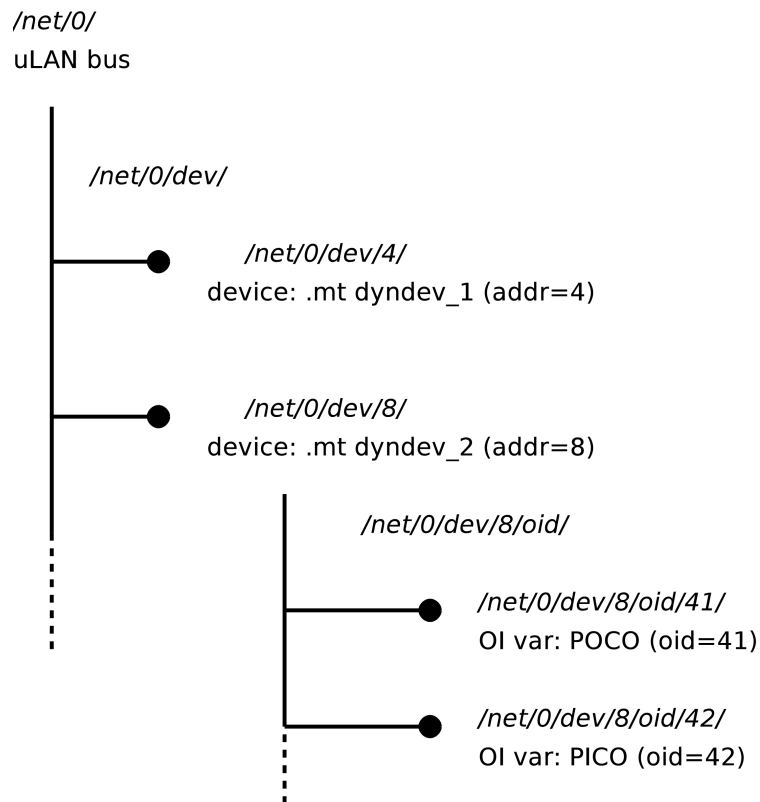 /net/0/
uLAN bus
/net/0/dev/
/net/0/dev/4/
device: .mt dyndev_1 (addr=4)
/net/0/dev/8/
device: .mt dyndev_2 (addr=8)
/net/0/dev/8/oid/
/net/0/dev/8/oid/41/
OI var: POCO (oid=41)
/net/0/dev/8/oid/42/
OI var: PICO (oid=42)